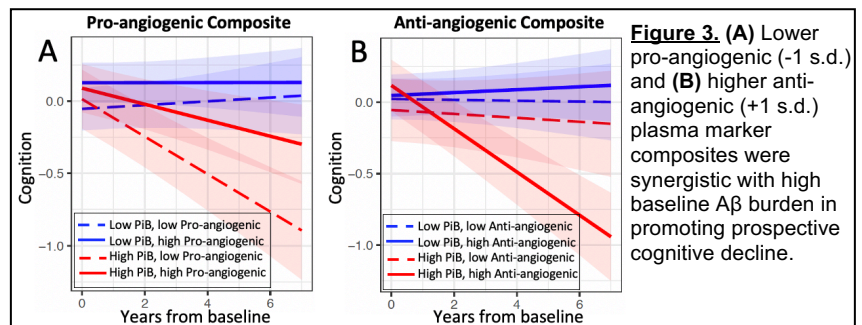 Pro-angiogenic Composite
A
0.0
−0.5
−1.0
Cognition
Low PiB, low Pro-angiogenic
Low PiB, high Pro-angiogenic
High PiB, low Pro-angiogenic
High PiB, high Pro-angiogenic
0 2 4 6
Years from baseline
Anti-angiogenic Composite
B
0.0
−0.5
−1.0
Cognition
Low PiB, low Anti-angiogenic
Low PiB, high Anti-angiogenic
High PiB, low Anti-angiogenic
High PiB, high Anti-angiogenic
0 2 4 6
Years from baseline
Figure 3. (A) Lower
pro-angiogenic (-1 s.d.)
and (B) higher anti-
angiogenic (+1 s.d.)
plasma marker
composites were
synergistic with high
baseline Aβ burden in
promoting prospective
cognitive decline.